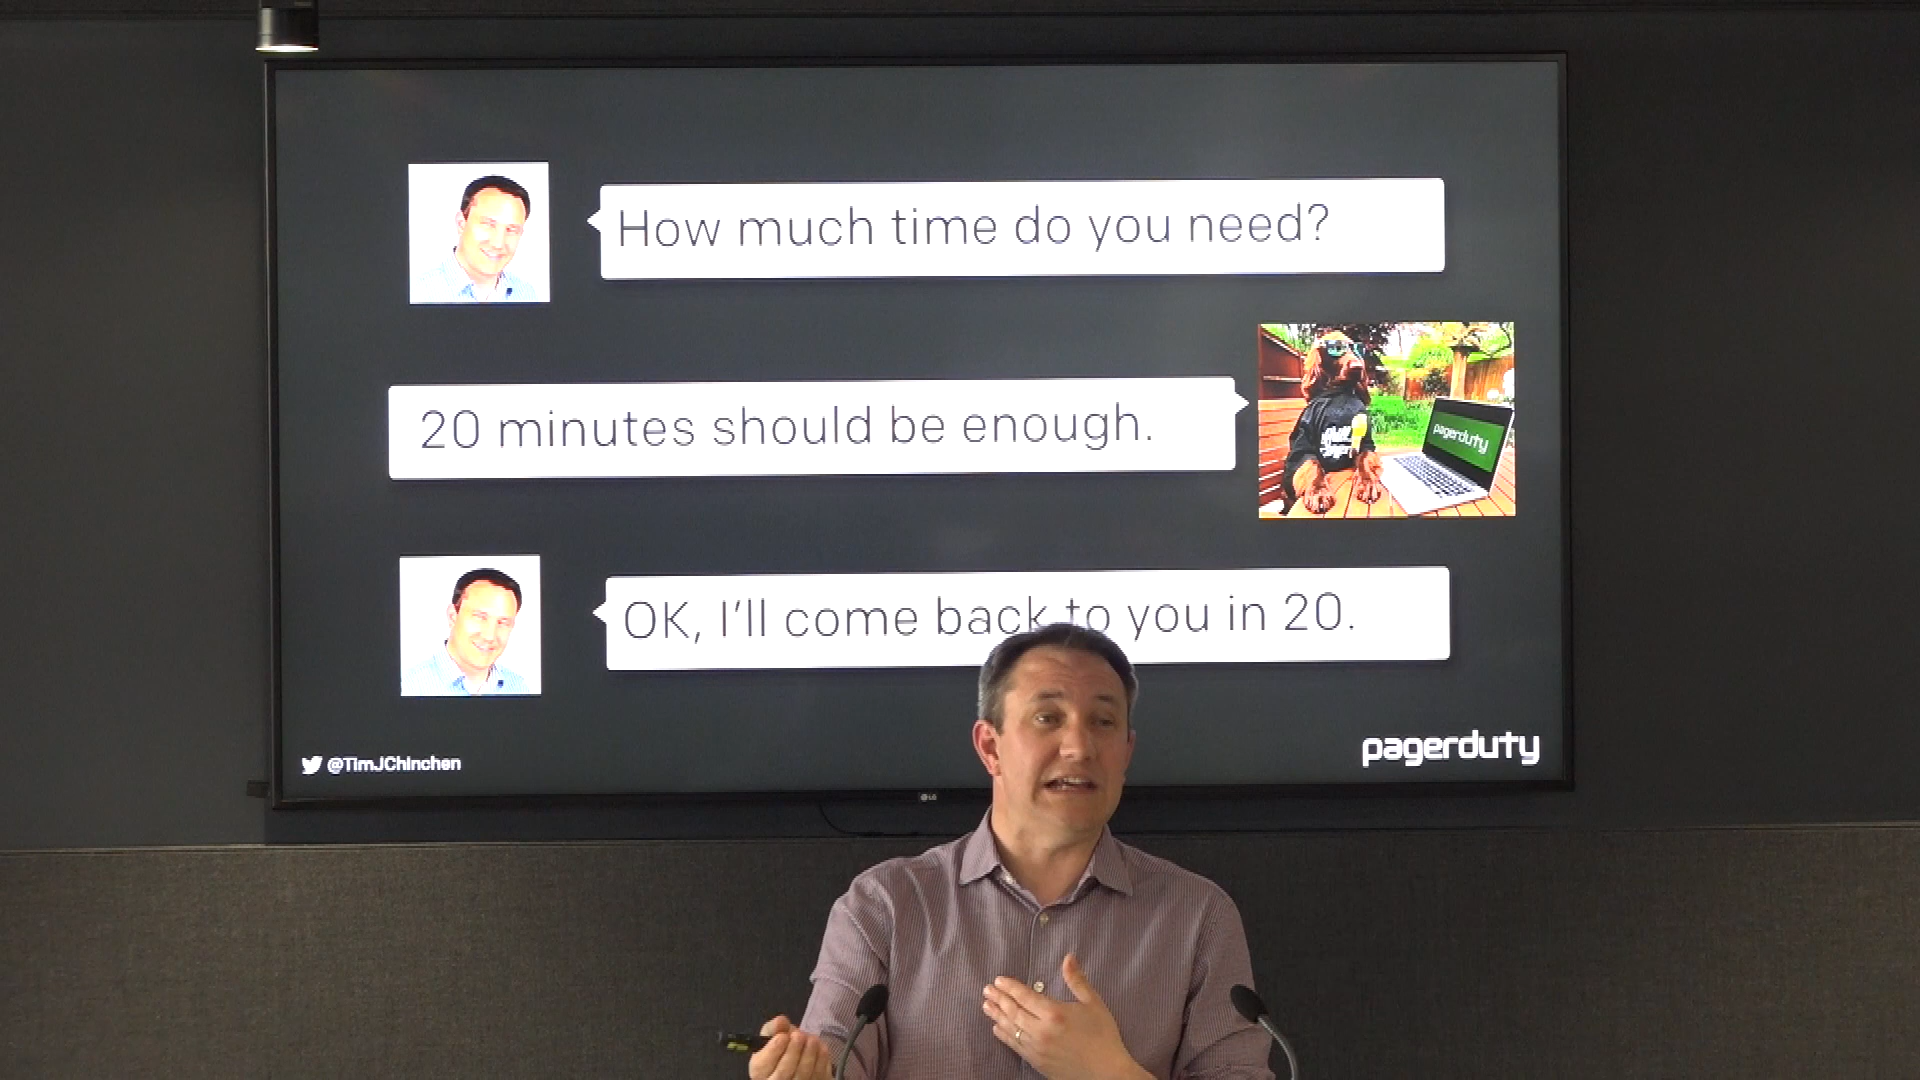 How much time do you need?
20 minutes should be enough.
pagerduty
OK, I'll come back to you in 20.
@TimJChinchen
pagerduty
LG